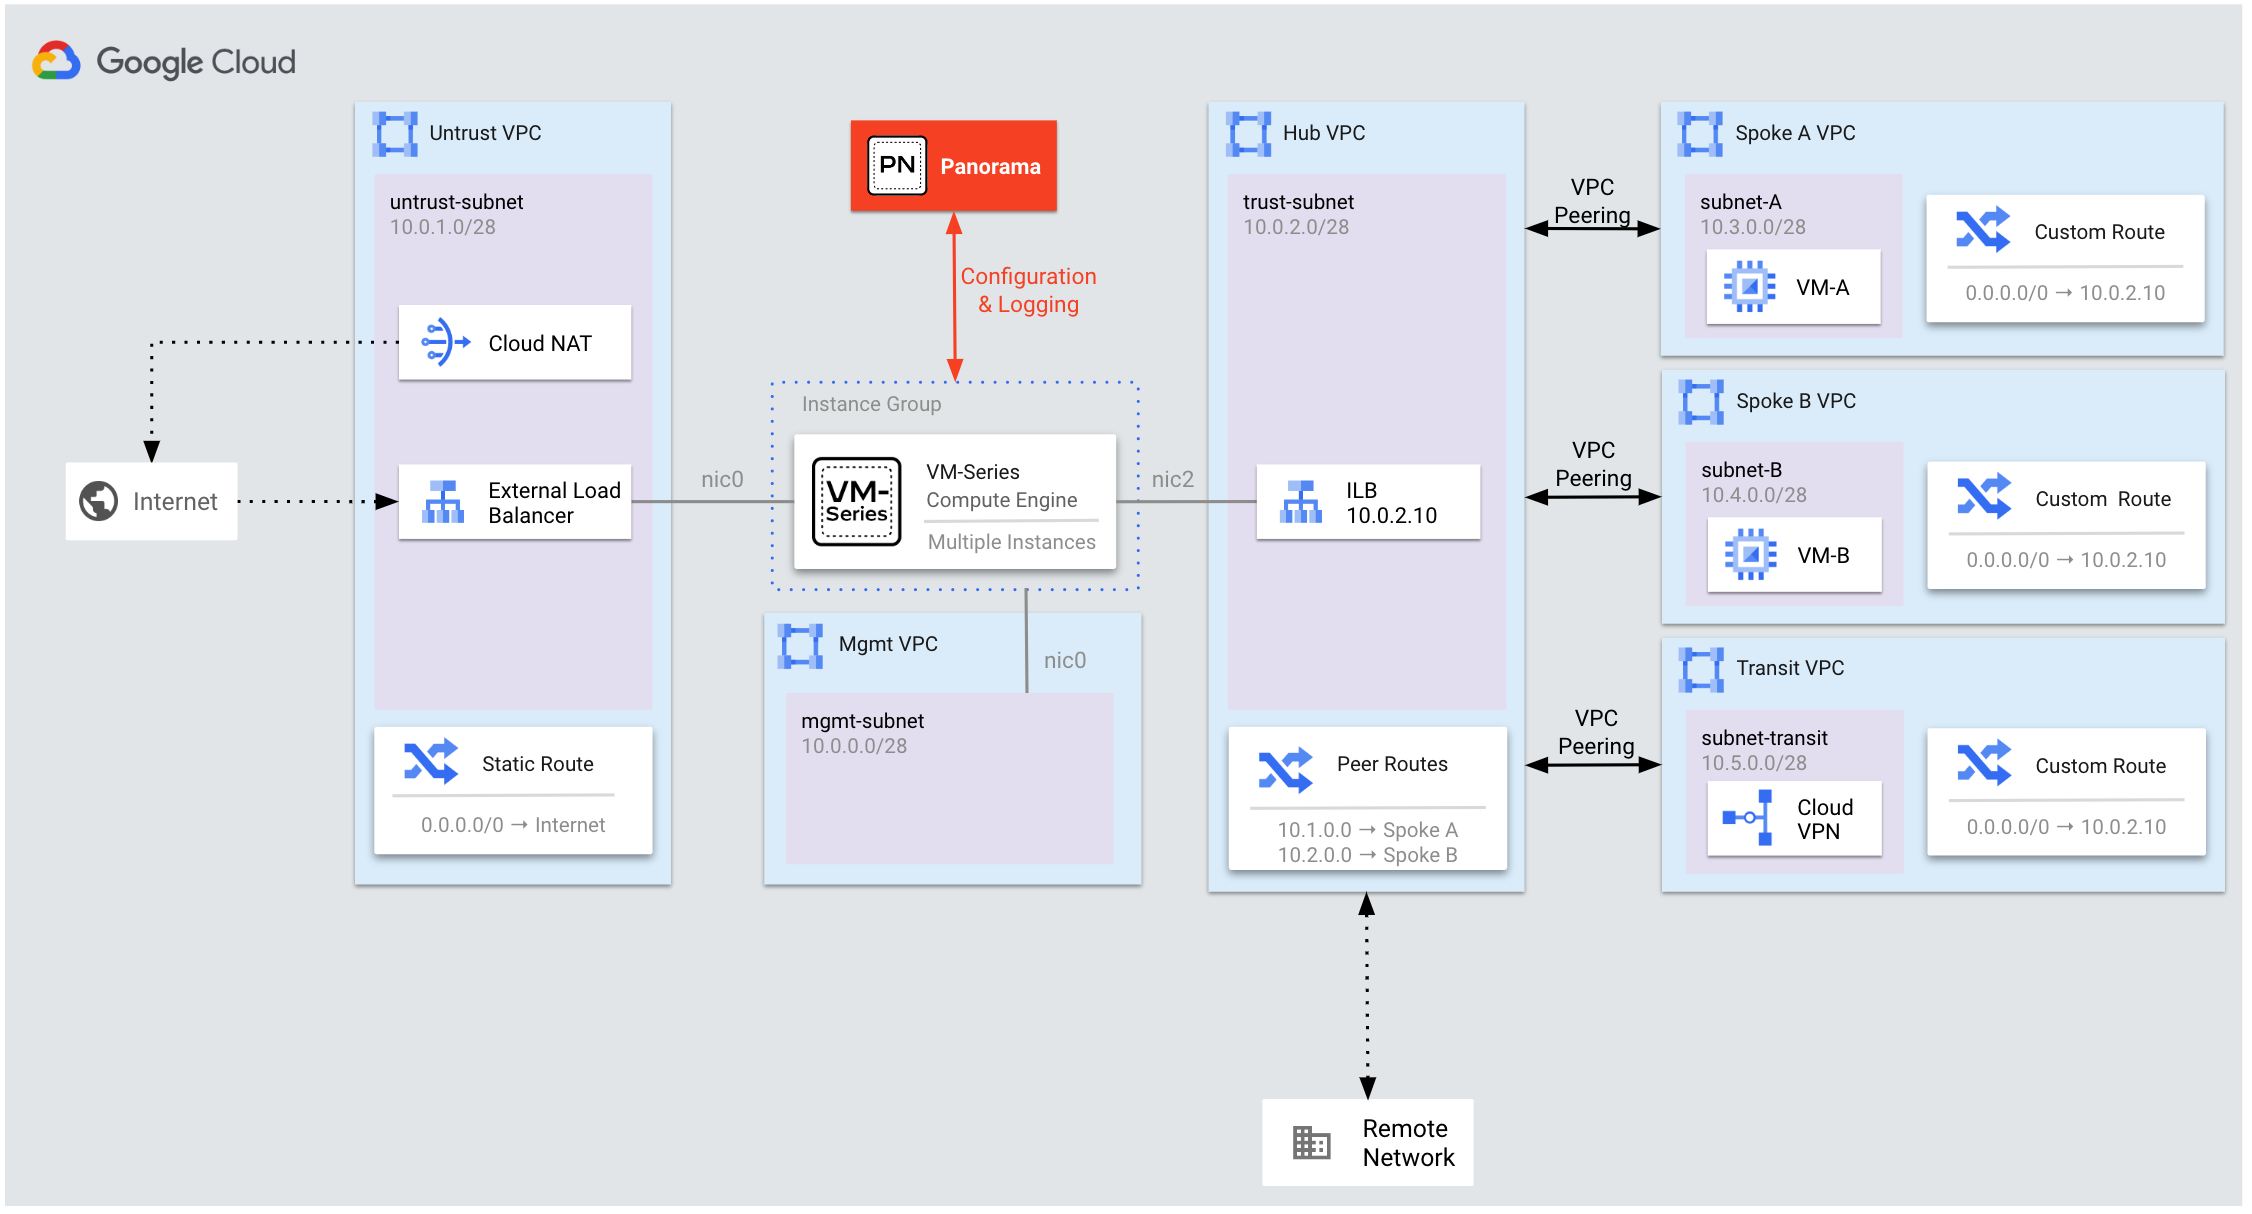 Google Cloud
Untrust VPC
untrust-subnet
10.0.1.0/28
Cloud NAT
Internet
External Load
Balancer
Static Route
0.0.0.0/0 → Internet
PN
Panorama
Configuration
& Logging
nic0
Instance Group
VM-
Series
VM-Series
Compute Engine
Multiple Instances
nic2
Mgmt VPC
nic0
mgmt-subnet
10.0.0.0/28
Hub VPC
trust-subnet
10.0.2.0/28
ILB
10.0.2.10
Peer Routes
10.1.0.0 → Spoke A
10.2.0.0 → Spoke B
Remote
Network
VPC
Peering
Spoke A VPC
subnet-A
10.3.0.0/28
VM-A
Custom Route
0.0.0.0/0 → 10.0.2.10
VPC
Peering
Spoke B VPC
subnet-B
10.4.0.0/28
VM-B
Custom Route
0.0.0.0/0 → 10.0.2.10
VPC
Peering
Transit VPC
subnet-transit
10.5.0.0/28
Cloud
VPN
Custom Route
0.0.0.0/0 → 10.0.2.10